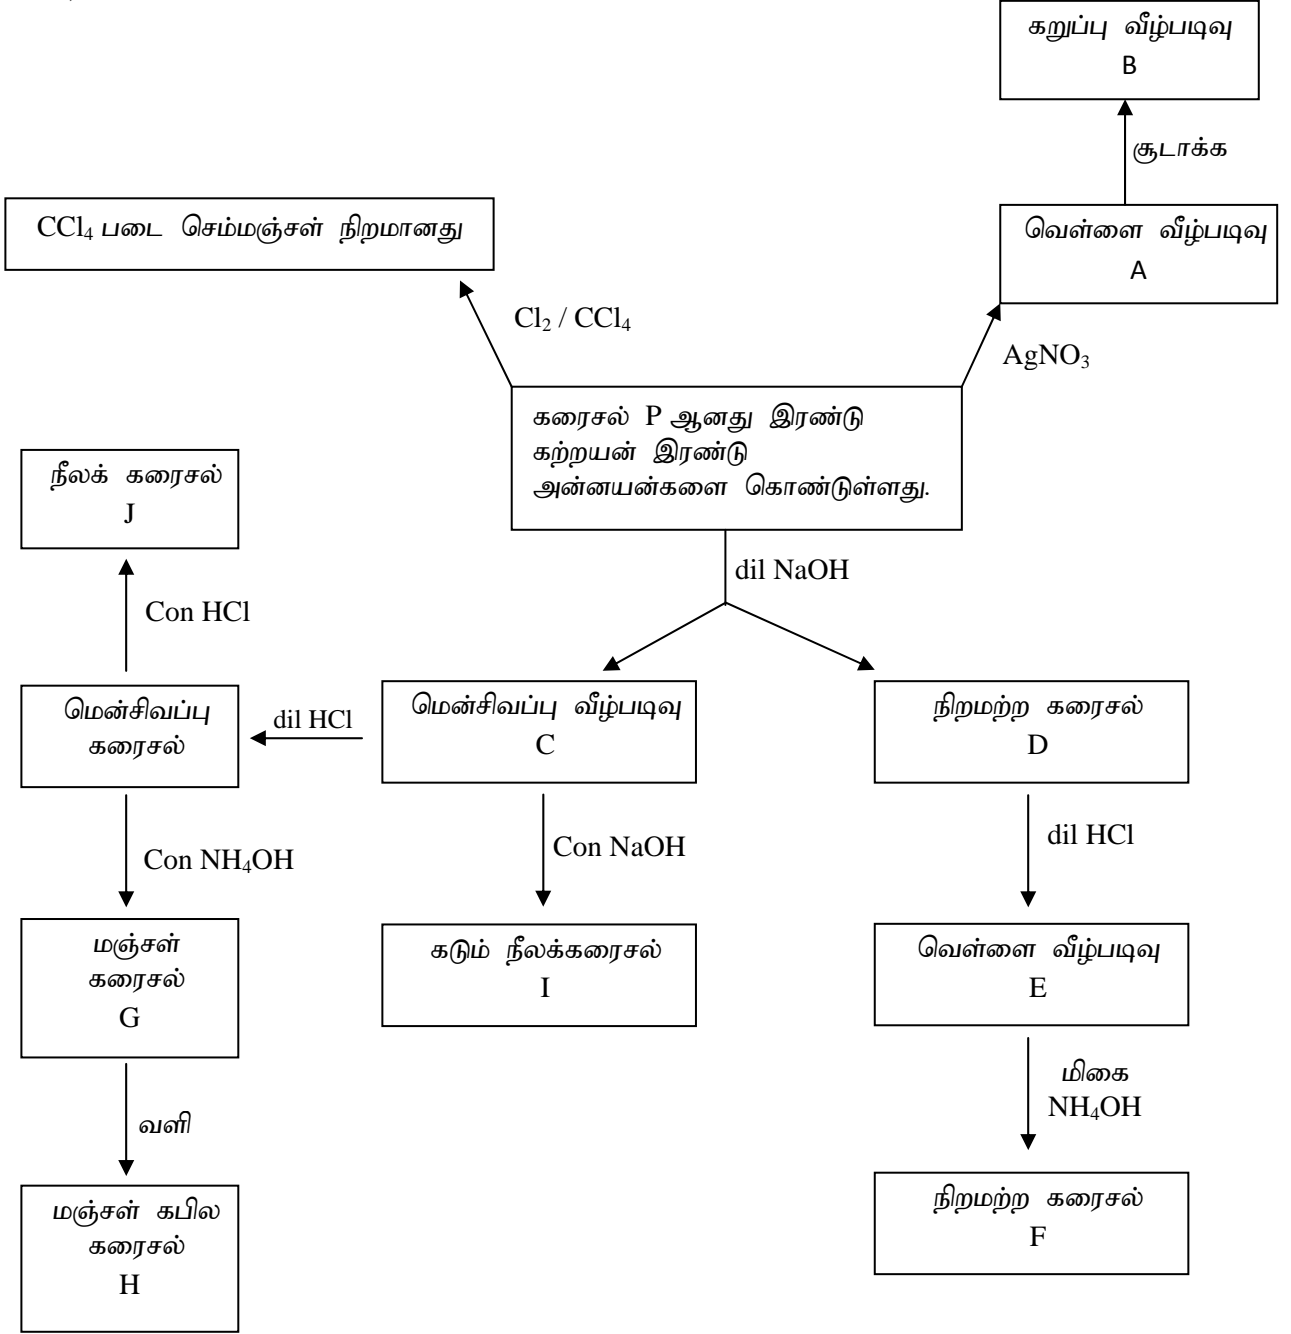 கறுப்பு வீழ்படிவு
B
சூடாக்க
CCl₄ படை செம்மஞ்சள் நிறமானது
வெள்ளை வீழ்படிவு
A
Cl₂ / CCl₄
AgNO₃
கரைசல் P ஆனது இரண்டு
கற்றயன் இரண்டு
அன்னயன்களை கொண்டுள்ளது.
நீலக் கரைசல்
J
dil NaOH
Con HCl
மென்சிவப்பு
கரைசல்
dil HCl
மென்சிவப்பு வீழ்படிவு
C
நிறமற்ற கரைசல்
D
Con NH₄OH
Con NaOH
dil HCl
மஞ்சள்
கரைசல்
G
கடும் நீலக்கரைசல்
I
வெள்ளை வீழ்படிவு
E
வளி
மிகை
NH₄OH
மஞ்சள் கபில
கரைசல்
H
நிறமற்ற கரைசல்
F